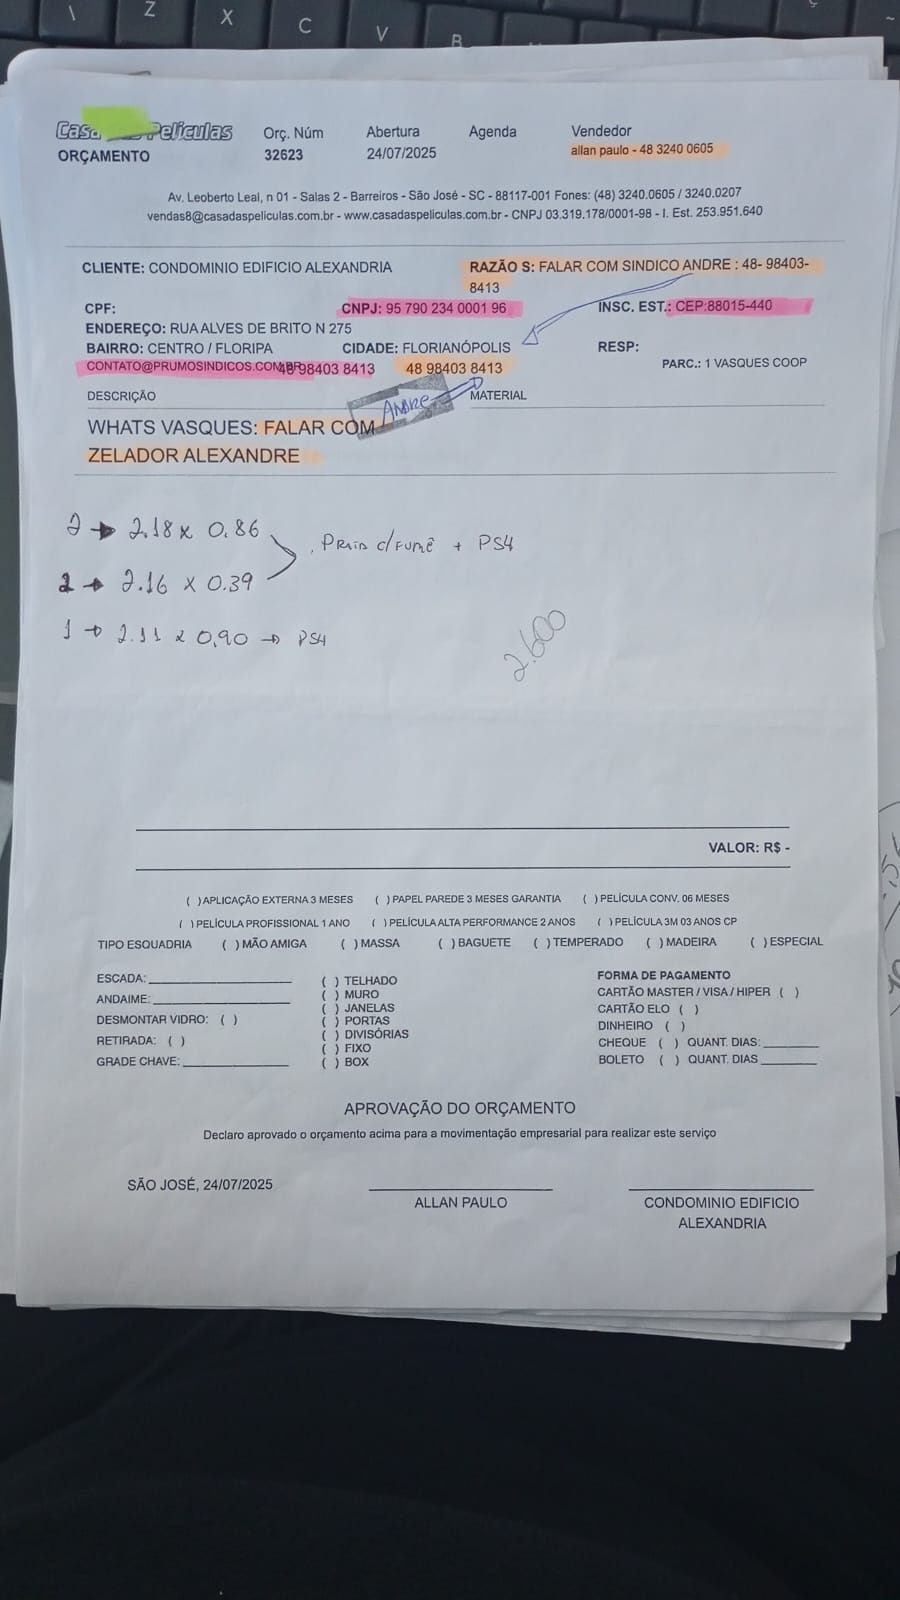 Z X C V B
Casa Películas
ORÇAMENTO
Orç. Núm
32623
Abertura
24/07/2025
Agenda
Vendedor
allan paulo - 48 3240 0605
Av. Leoberto Leal, n 01 - Salas 2 - Barreiros - São José - SC - 88117-001 Fones: (48) 3240.0605 / 3240.0207
vendas8@casadaspeliculas.com.br - www.casadaspeliculas.com.br - CNPJ 03.319.178/0001-98 - I. Est. 253.951.640
CLIENTE: CONDOMINIO EDIFICIO ALEXANDRIA
RAZÃO S: FALAR COM SINDICO ANDRE : 48- 98403-
8413
CPF: CNPJ: 95 790 234 0001 96 INSC. EST.: CEP:88015-440
ENDEREÇO: RUA ALVES DE BRITO N 275
BAIRRO: CENTRO / FLORIPA CIDADE: FLORIANÓPOLIS RESP:
CONTATO@PRUMOSINDICOS.COM.BR 48 98403 8413 48 98403 8413 PARC.: 1 VASQUES COOP
DESCRIÇÃO ANDRE MATERIAL
WHATS VASQUES: FALAR COM
ZELADOR ALEXANDRE
2 → 2.18 x 0.86
. PRATA c/FUMÊ + PS4
2 → 2.16 x 0.39
1 → 2.11 x 0,90 → PS4
2.600
VALOR: R$ -
( )APLICAÇÃO EXTERNA 3 MESES ( )PAPEL PAREDE 3 MESES GARANTIA ( )PELÍCULA CONV. 06 MESES
( )PELÍCULA PROFISSIONAL 1 ANO ( )PELÍCULA ALTA PERFORMANCE 2 ANOS ( )PELÍCULA 3M 03 ANOS CP
TIPO ESQUADRIA ( )MÃO AMIGA ( )MASSA ( )BAGUETE ( )TEMPERADO ( )MADEIRA ( )ESPECIAL
ESCADA:
ANDAIME:
DESMONTAR VIDRO: ( )
RETIRADA: ( )
GRADE CHAVE:
( ) TELHADO
( ) MURO
( ) JANELAS
( ) PORTAS
( ) DIVISÓRIAS
( ) FIXO
( ) BOX
FORMA DE PAGAMENTO
CARTÃO MASTER / VISA / HIPER ( )
CARTÃO ELO ( )
DINHEIRO ( )
CHEQUE ( ) QUANT. DIAS:
BOLETO ( ) QUANT. DIAS
APROVAÇÃO DO ORÇAMENTO
Declaro aprovado o orçamento acima para a movimentação empresarial para realizar este serviço
SÃO JOSÉ, 24/07/2025
ALLAN PAULO
CONDOMINIO EDIFICIO
ALEXANDRIA